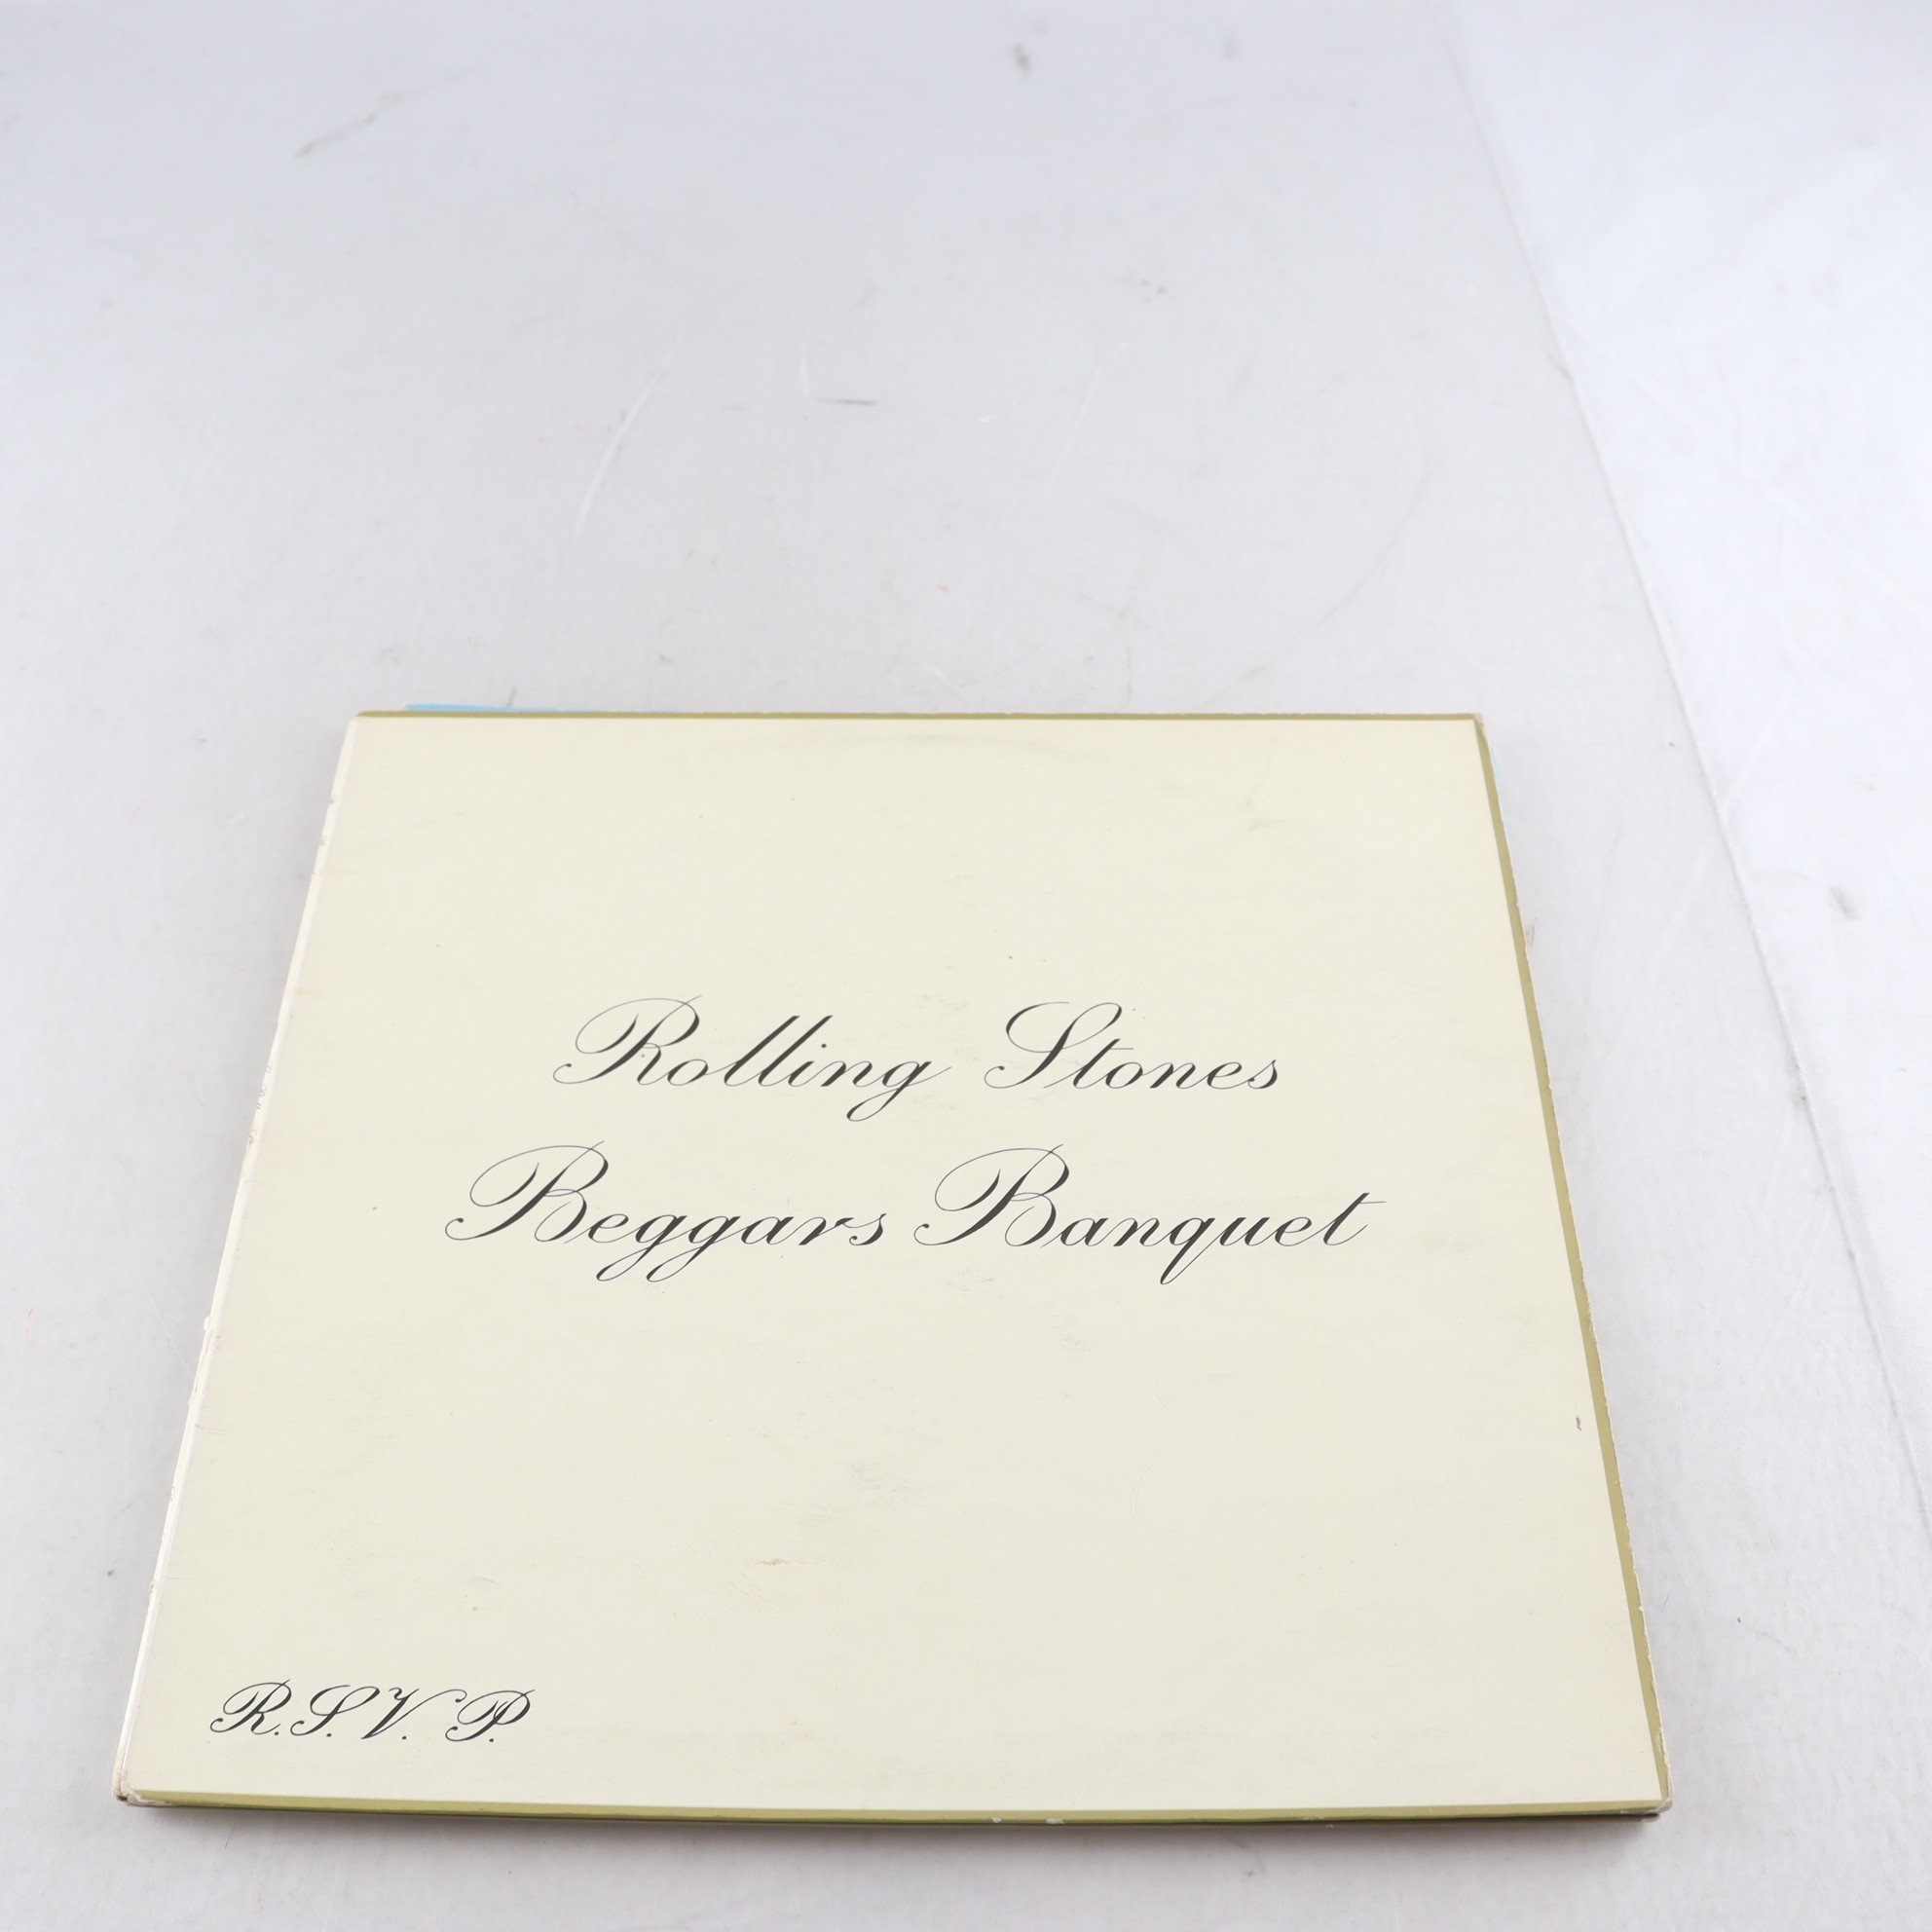 Rolling Stones
Beggars Banquet
R.S.V.P.